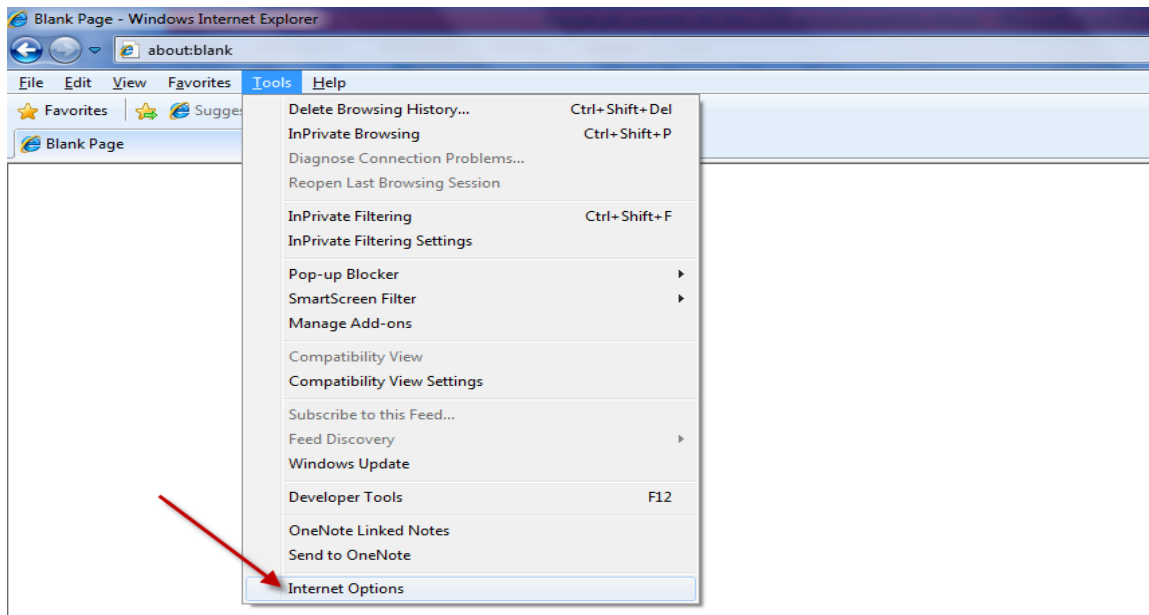 Blank Page - Windows Internet Explorer
about:blank
File Edit View Favorites Tools Help
Favorites
Blank Page
Delete Browsing History... Ctrl+Shift+Del
InPrivate Browsing Ctrl+Shift+P
Diagnose Connection Problems...
Reopen Last Browsing Session
InPrivate Filtering Ctrl+Shift+F
InPrivate Filtering Settings
Pop-up Blocker
SmartScreen Filter
Manage Add-ons
Compatibility View
Compatibility View Settings
Subscribe to this Feed...
Feed Discovery
Windows Update
Developer Tools F12
OneNote Linked Notes
Send to OneNote
Internet Options